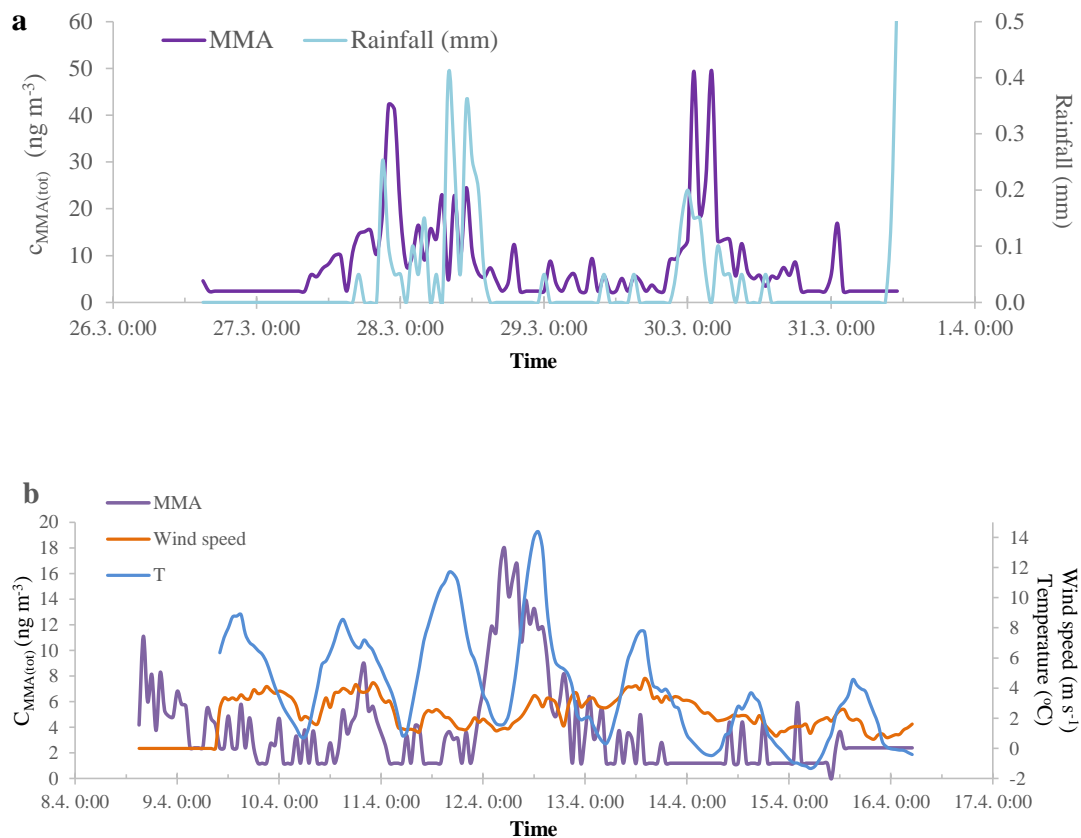 a
MMA Rainfall (mm)
60
50
40
30
20
10
0
cMMA(tot) (ng m-3)
0.5
0.4
0.3
0.2
0.1
0.0
Rainfall (mm)
26.3. 0:00 27.3. 0:00 28.3. 0:00 29.3. 0:00 30.3. 0:00 31.3. 0:00 1.4. 0:00
Time
b
MMA
Wind speed
T
20
18
16
14
12
10
8
6
4
2
0
CMMA(tot) (ng m-3)
14
12
10
8
6
4
2
0
-2
Wind speed (m s-1)
Temperature (oC)
8.4. 0:00 9.4. 0:00 10.4. 0:00 11.4. 0:00 12.4. 0:00 13.4. 0:00 14.4. 0:00 15.4. 0:00 16.4. 0:00 17.4. 0:00
Time